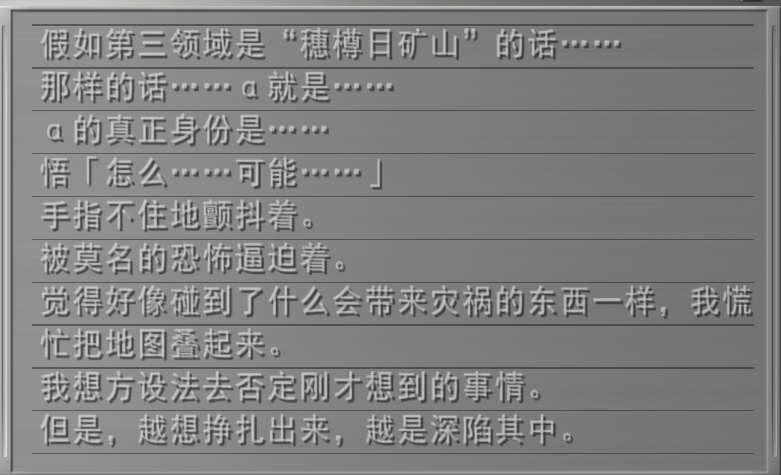 假如第三领域是“穗樽日矿山”的话……
那样的话……α就是……
α的真正身份是……
悟「怎么……可能……」
手指不住地颤抖着。
被莫名的恐怖逼迫着。
觉得好像碰到了什么会带来灾祸的东西一样，我慌
忙把地图叠起来。
我想方设法去否定刚才想到的事情。
但是，越想挣扎出来，越是深陷其中。